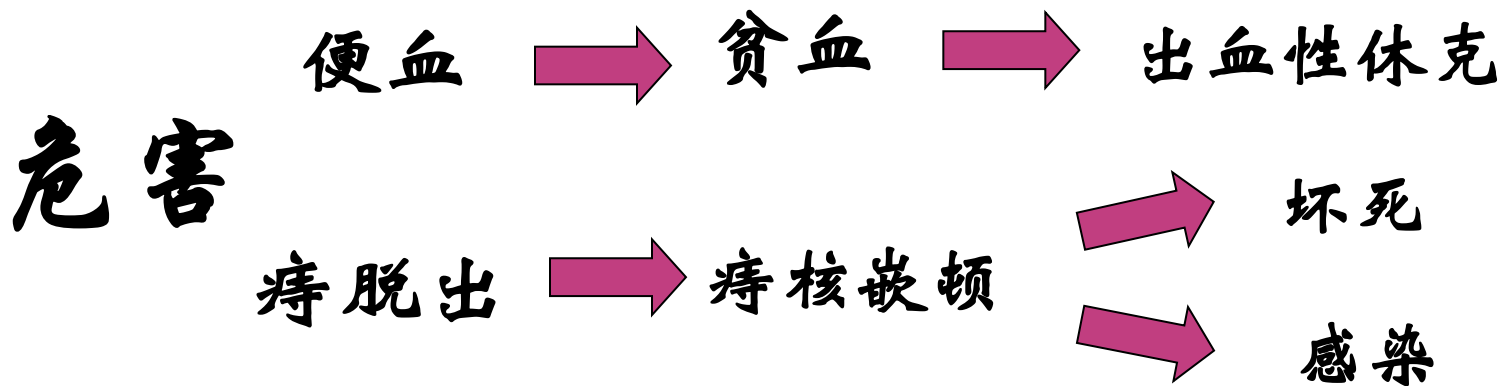 便血 贫血 出血性休克
危害
坏死
痔脱出 痔核嵌顿
感染